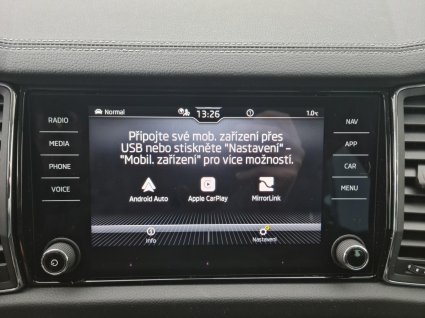 RADIO
MEDIA
PHONE
VOICE
Normal
13:26
1.0°C
Připojte své mob. zařízení přes
USB nebo stiskněte "Nastavení" -
"Mobil. zařízení" pro více možností.
Android Auto
Apple CarPlay
MirrorLink
Info
Nastavení
NAV
APP
CAR
MENU